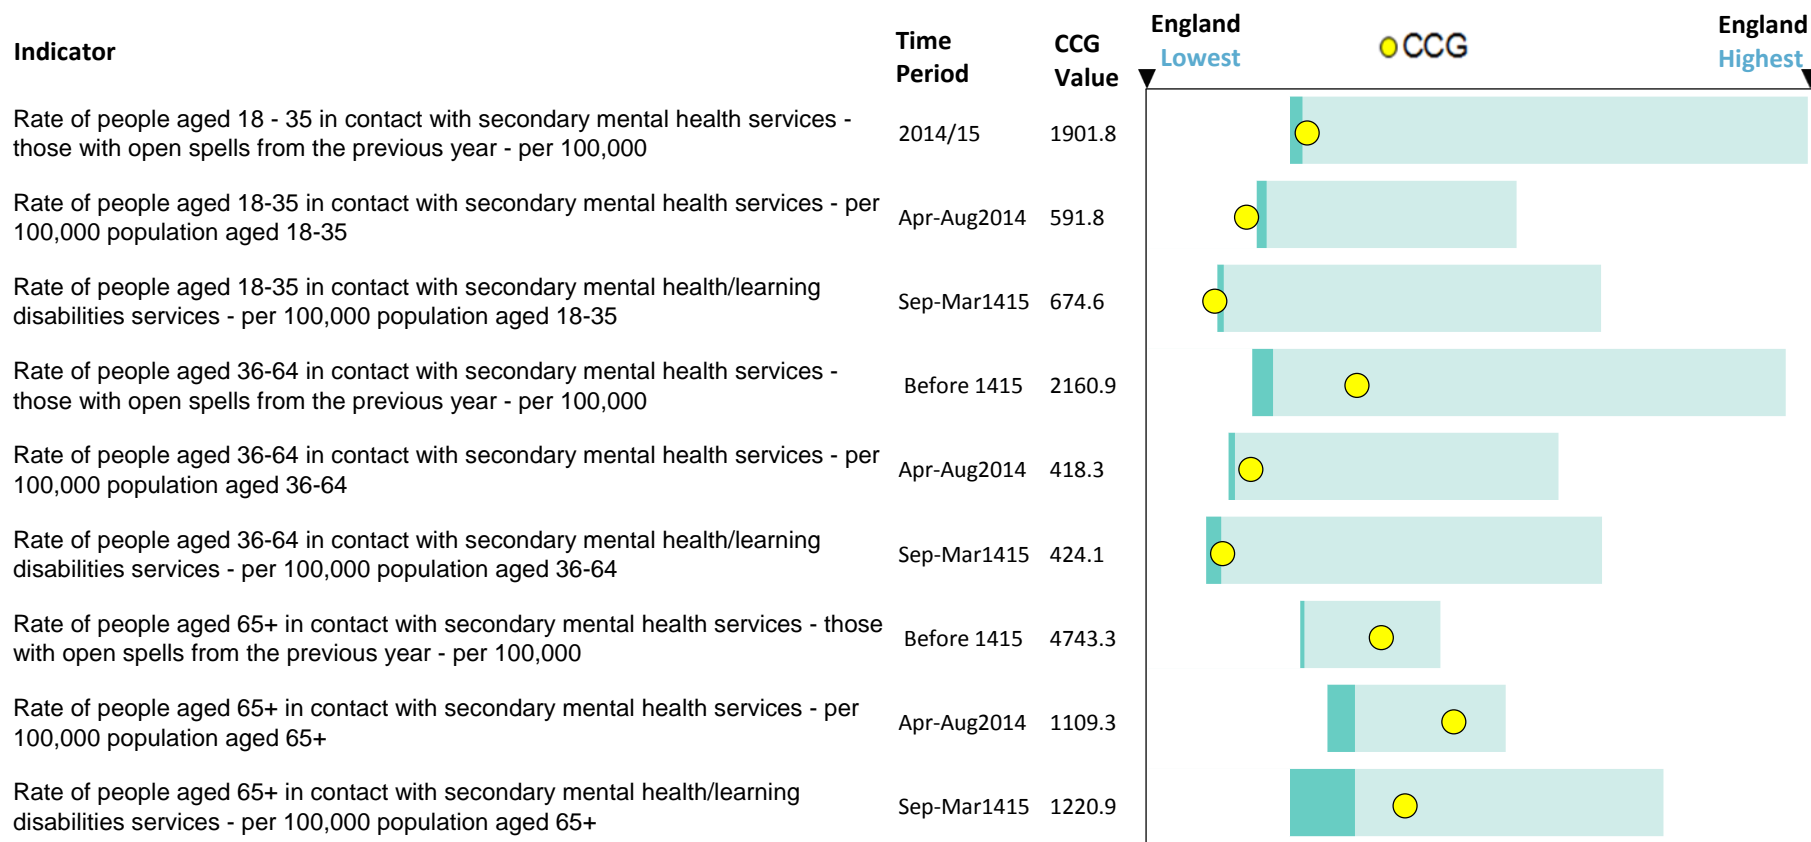 Indicator
Time Period
CCG Value
England Lowest
CCG
England Highest
Rate of people aged 18 - 35 in contact with secondary mental health services -
those with open spells from the previous year - per 100,000
2014/15
1901.8
Rate of people aged 18-35 in contact with secondary mental health services - per
100,000 population aged 18-35
Apr-Aug2014
591.8
Rate of people aged 18-35 in contact with secondary mental health/learning
disabilities services - per 100,000 population aged 18-35
Sep-Mar1415
674.6
Rate of people aged 36-64 in contact with secondary mental health services -
those with open spells from the previous year - per 100,000
Before 1415
2160.9
Rate of people aged 36-64 in contact with secondary mental health services - per
100,000 population aged 36-64
Apr-Aug2014
418.3
Rate of people aged 36-64 in contact with secondary mental health/learning
disabilities services - per 100,000 population aged 36-64
Sep-Mar1415
424.1
Rate of people aged 65+ in contact with secondary mental health services - those
with open spells from the previous year - per 100,000
Before 1415
4743.3
Rate of people aged 65+ in contact with secondary mental health services - per
100,000 population aged 65+
Apr-Aug2014
1109.3
Rate of people aged 65+ in contact with secondary mental health/learning
disabilities services - per 100,000 population aged 65+
Sep-Mar1415
1220.9